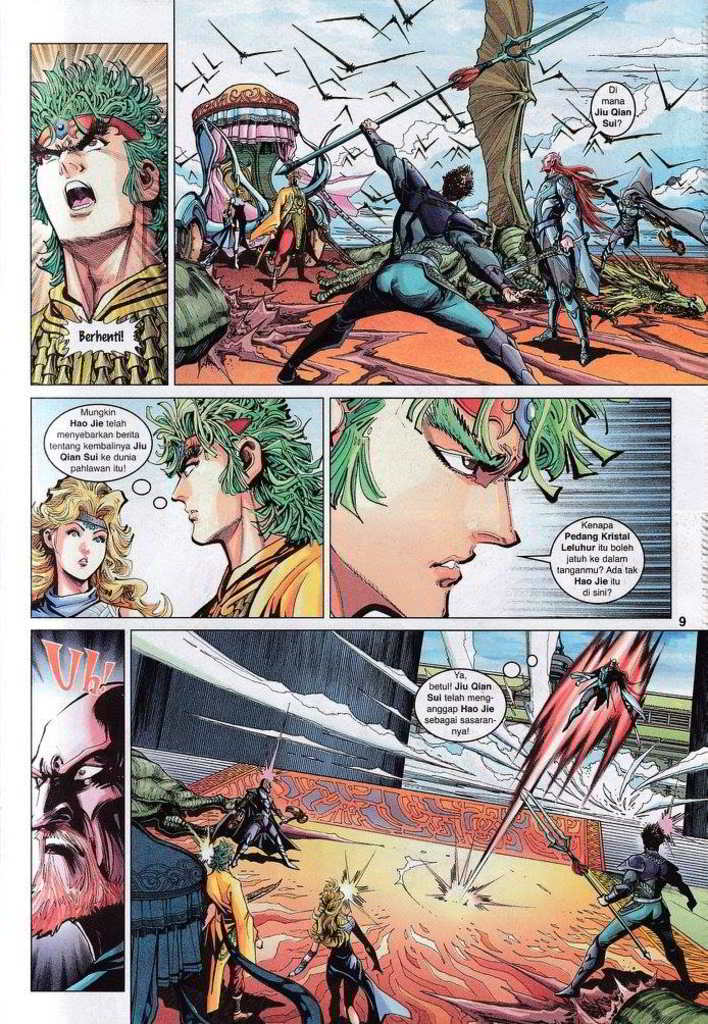 Berhenti!
Di
mana
Jiu Qian
Sui?
Mungkin
Hao Jie telah
menyebarkan berita
tentang kembalinya Jiu
Qian Sui ke dunia
pahlawan itu!
Kenapa
Pedang Kristal
Leluhur itu boleh
jatuh ke dalam
tanganmu? Ada tak
Hao Jie itu
di sini?
9
Uh!
Ya,
betul! Jiu Qian
Sui telah meng-
anggap Hao Jie
sebagai sasaran-
nya!